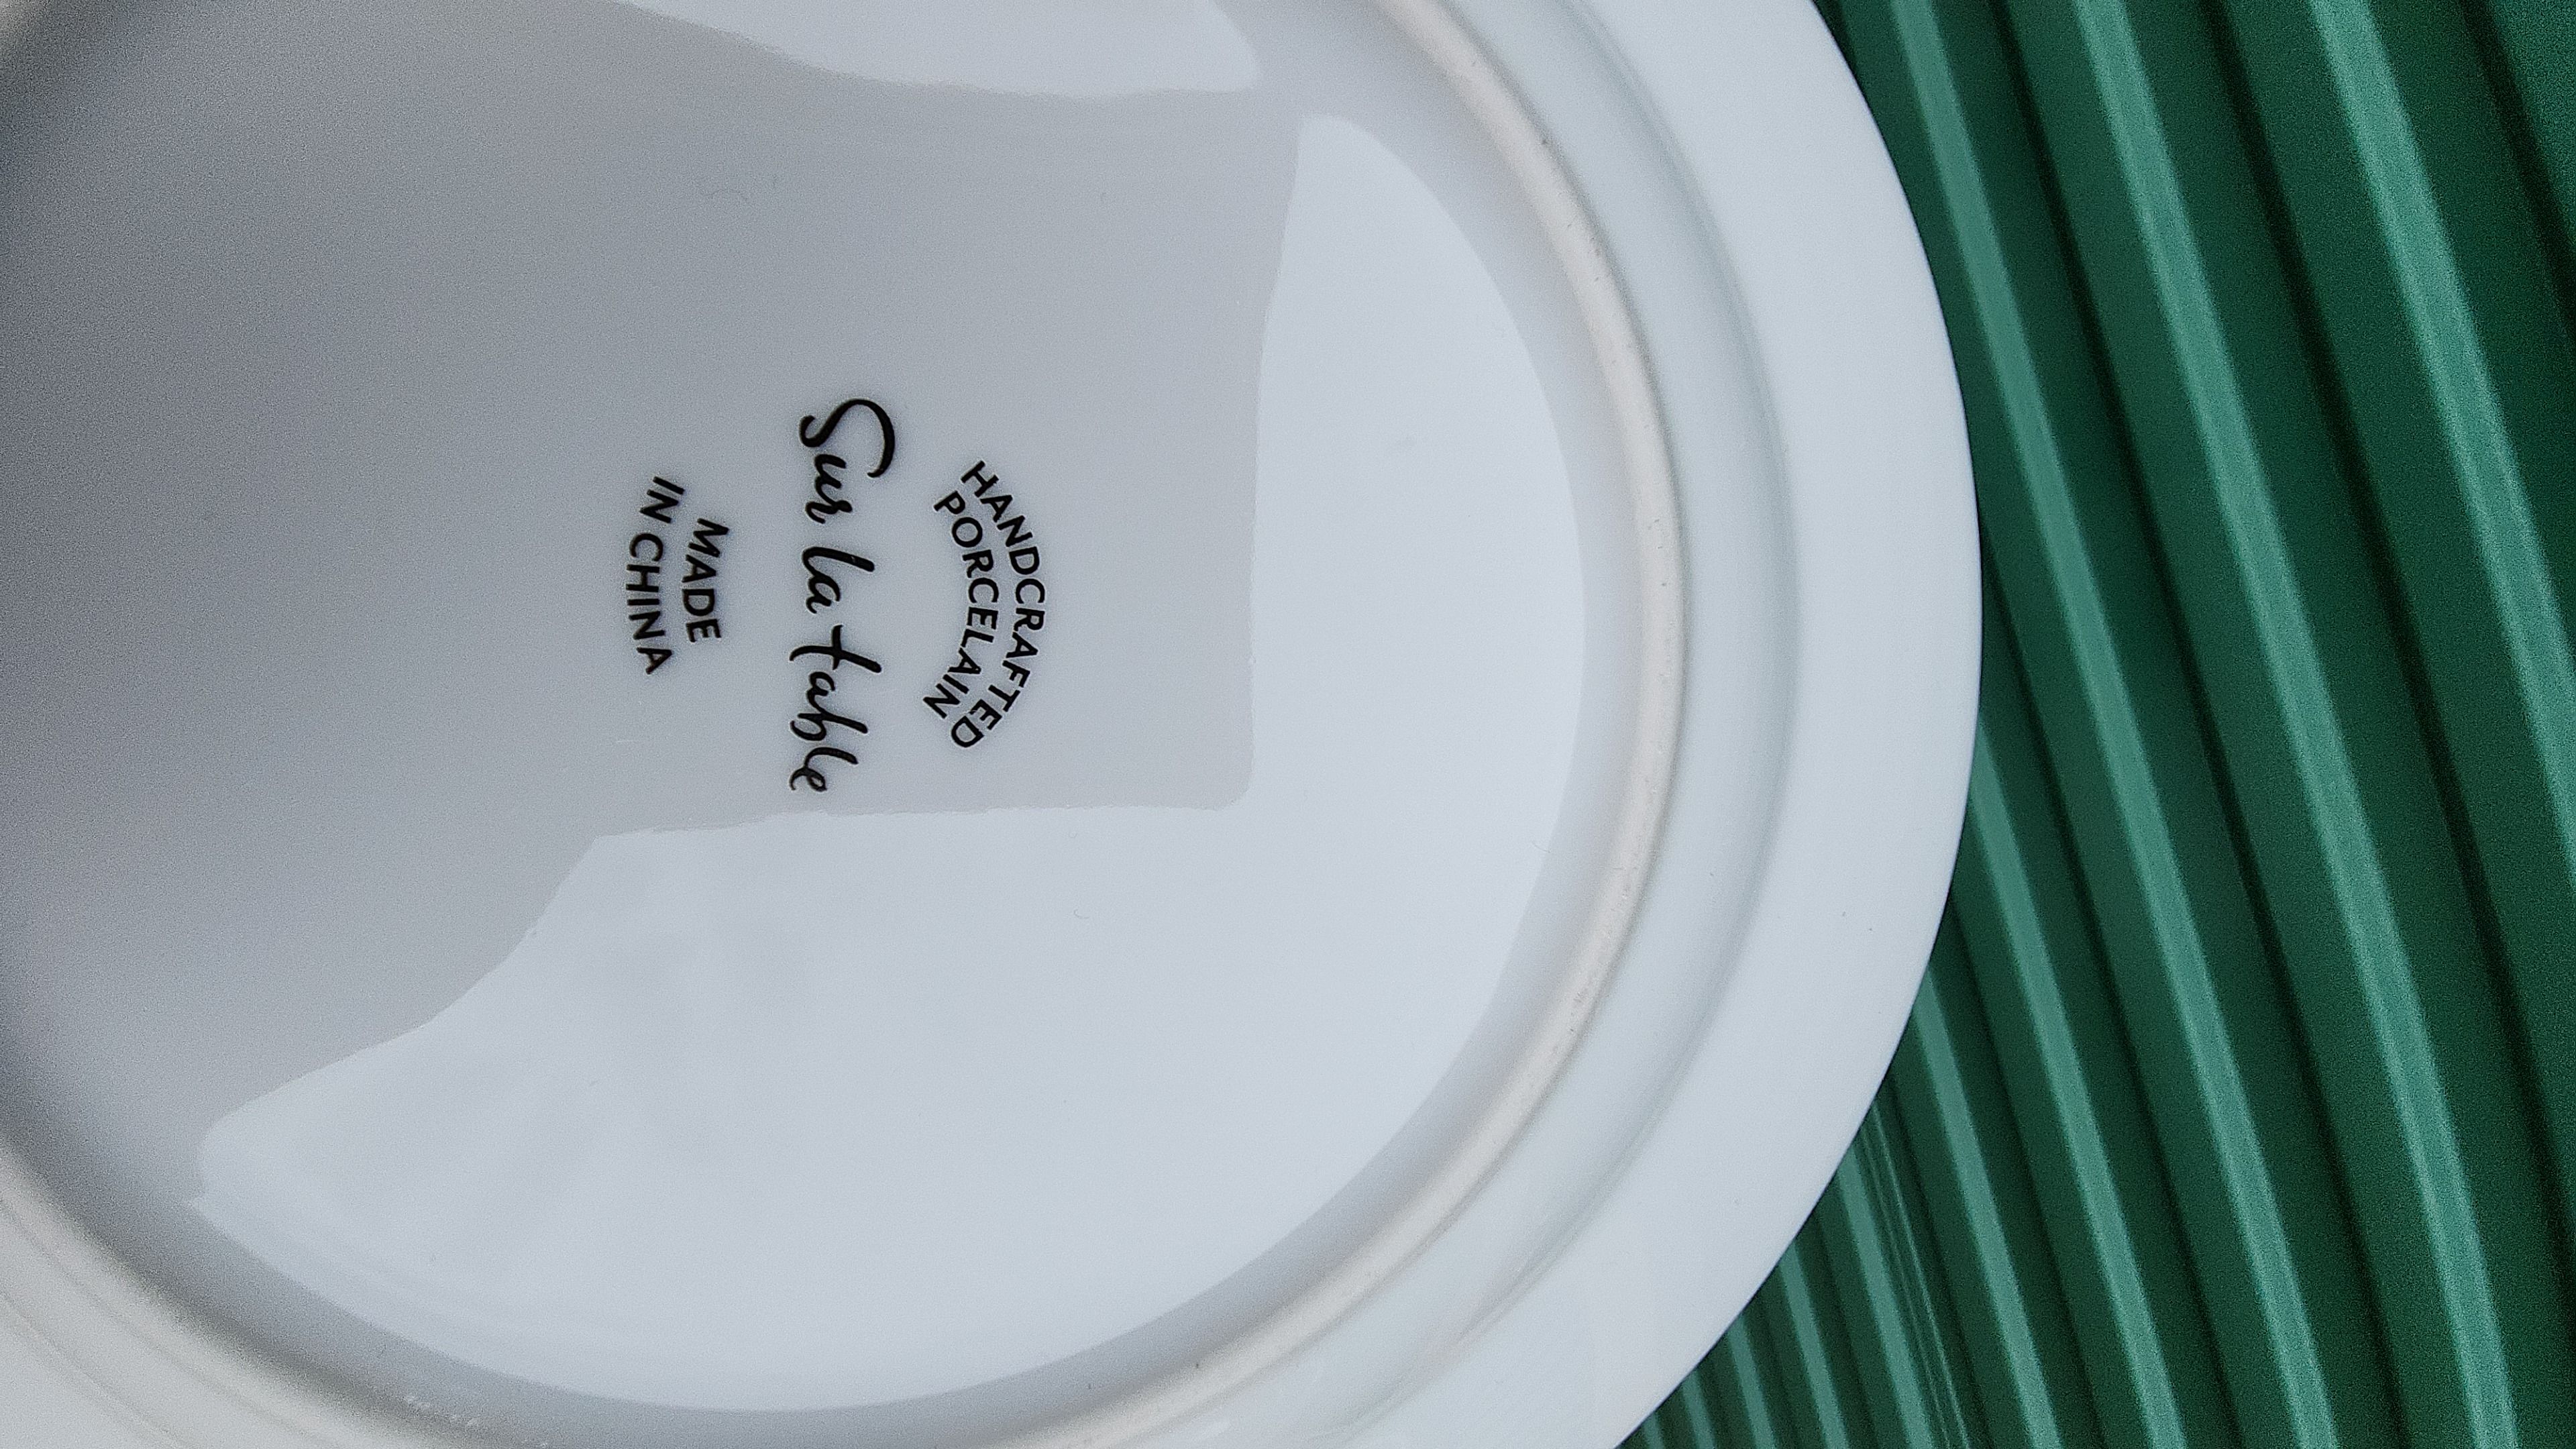 HANDCRAFTED
PORCELAIN
Sur la table
MADE
IN CHINA